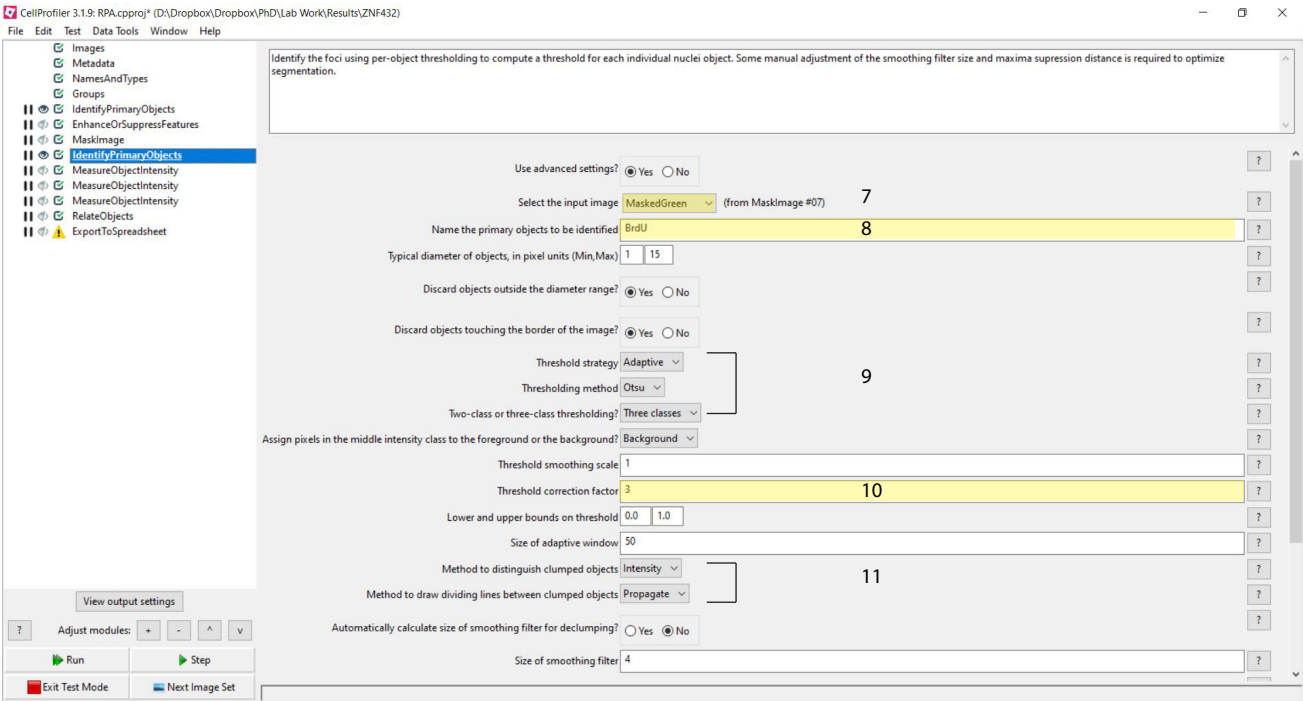 CellProfiler 3.1.9: RPA.cpproj* (D:\Dropbox\Dropbox\PhD\Lab Work\Results\ZNF432)
File Edit Test Data Tools Window Help
Images
Metadata
NamesAndTypes
Groups
IdentifyPrimaryObjects
EnhanceOrSuppressFeatures
MaskImage
IdentifyPrimaryObjects
MeasureObjectIntensity
MeasureObjectIntensity
MeasureObjectIntensity
RelateObjects
ExportToSpreadsheet
View output settings
? Adjust modules: + - ^ v
Run Step
Exit Test Mode Next Image Set
Identify the foci using per-object thresholding to compute a threshold for each individual nuclei object. Some manual adjustment of the smoothing filter size and maxima supression distance is required to optimize
segmentation.
Use advanced settings? Yes No ?
Select the input image MaskedGreen (from MaskImage #07) 7 ?
Name the primary objects to be identified BrdU 8 ?
Typical diameter of objects, in pixel units (Min,Max) 1 15 ?
Discard objects outside the diameter range? Yes No ?
Discard objects touching the border of the image? Yes No ?
Threshold strategy Adaptive ?
9
Thresholding method Otsu ?
Two-class or three-class thresholding? Three classes ?
Assign pixels in the middle intensity class to the foreground or the background? Background ?
Threshold smoothing scale 1 ?
Threshold correction factor 3 10 ?
Lower and upper bounds on threshold 0.0 1.0 ?
Size of adaptive window 50 ?
Method to distinguish clumped objects Intensity ?
11
Method to draw dividing lines between clumped objects Propagate ?
Automatically calculate size of smoothing filter for declumping? Yes No ?
Size of smoothing filter 4 ?